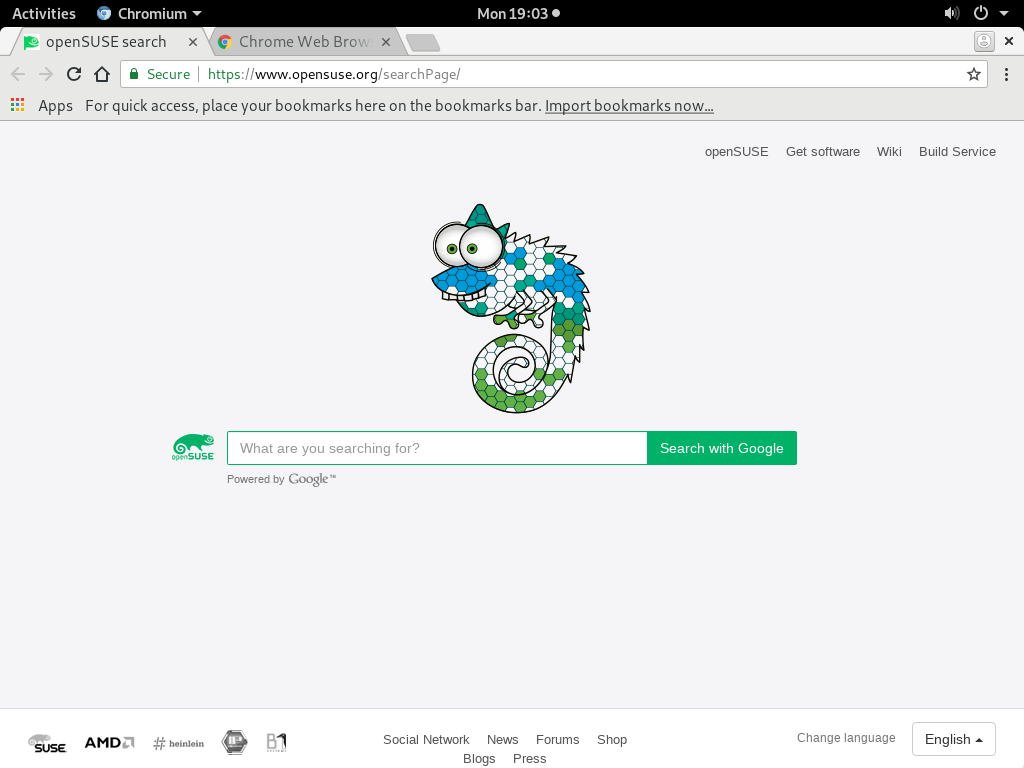 Activities Chromium Mon 19:03
openSUSE search Chrome Web Brow
Secure https://www.opensuse.org/searchPage/
Apps For quick access, place your bookmarks here on the bookmarks bar. Import bookmarks now...
openSUSE Get software Wiki Build Service
openSUSE What are you searching for? Search with Google
Powered by Google™
SUSE AMD # heinlein B1 Social Network News Forums Shop Change language English
Blogs Press